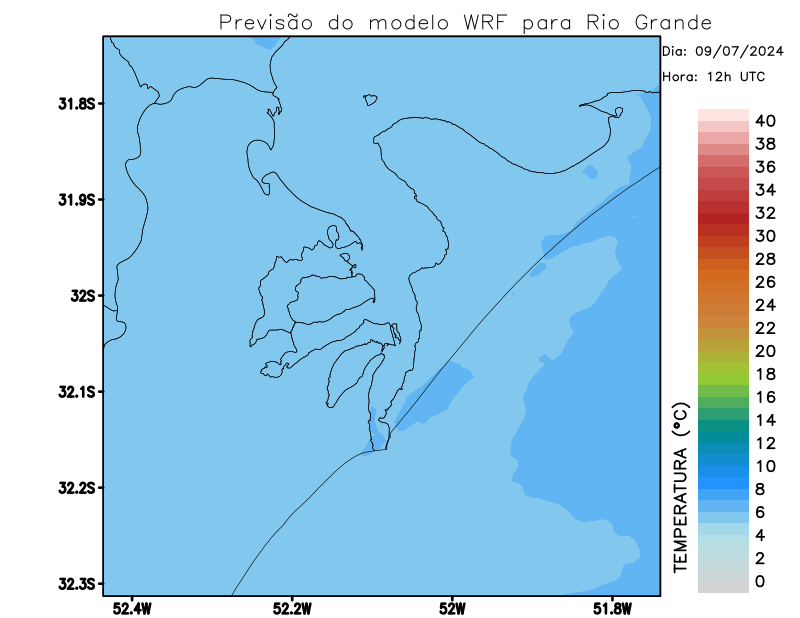 Previsão do modelo WRF para Rio Grande
Dia: 09/07/2024
Hora: 12h UTC
31.8S
31.9S
32S
32.1S
32.2S
32.3S
52.4W
52.2W
52W
51.8W
TEMPERATURA (°C)
40
38
36
34
32
30
28
26
24
22
20
18
16
14
12
10
8
6
4
2
0